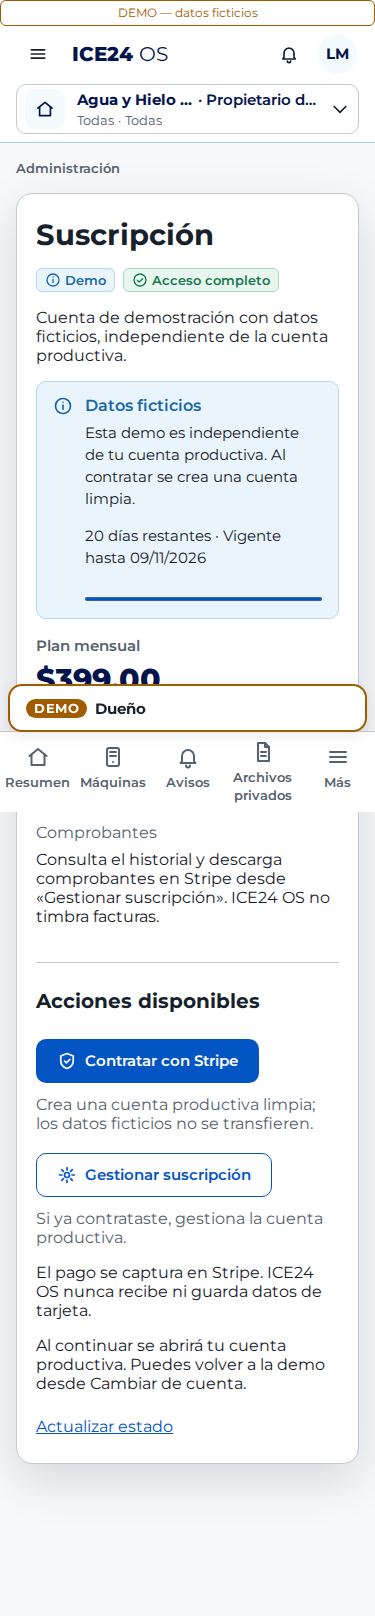 DEMO — datos ficticios
ICE24 OS
LM
Agua y Hielo ... · Propietario d...
Todas · Todas
Administración
Suscripción
Demo
Acceso completo
Cuenta de demostración con datos
ficticios, independiente de la cuenta
productiva.
Datos ficticios
Esta demo es independiente
de tu cuenta productiva. Al
contratar se crea una cuenta
limpia.
20 días restantes · Vigente
hasta 09/11/2026
Plan mensual
$399.00
DEMO Dueño
Resumen
Máquinas
Avisos
Archivos
privados
Más
Comprobantes
Consulta el historial y descarga
comprobantes en Stripe desde
«Gestionar suscripción». ICE24 OS no
timbra facturas.
Acciones disponibles
Contratar con Stripe
Crea una cuenta productiva limpia;
los datos ficticios no se transfieren.
Gestionar suscripción
Si ya contrataste, gestiona la cuenta
productiva.
El pago se captura en Stripe. ICE24
OS nunca recibe ni guarda datos de
tarjeta.
Al continuar se abrirá tu cuenta
productiva. Puedes volver a la demo
desde Cambiar de cuenta.
Actualizar estado